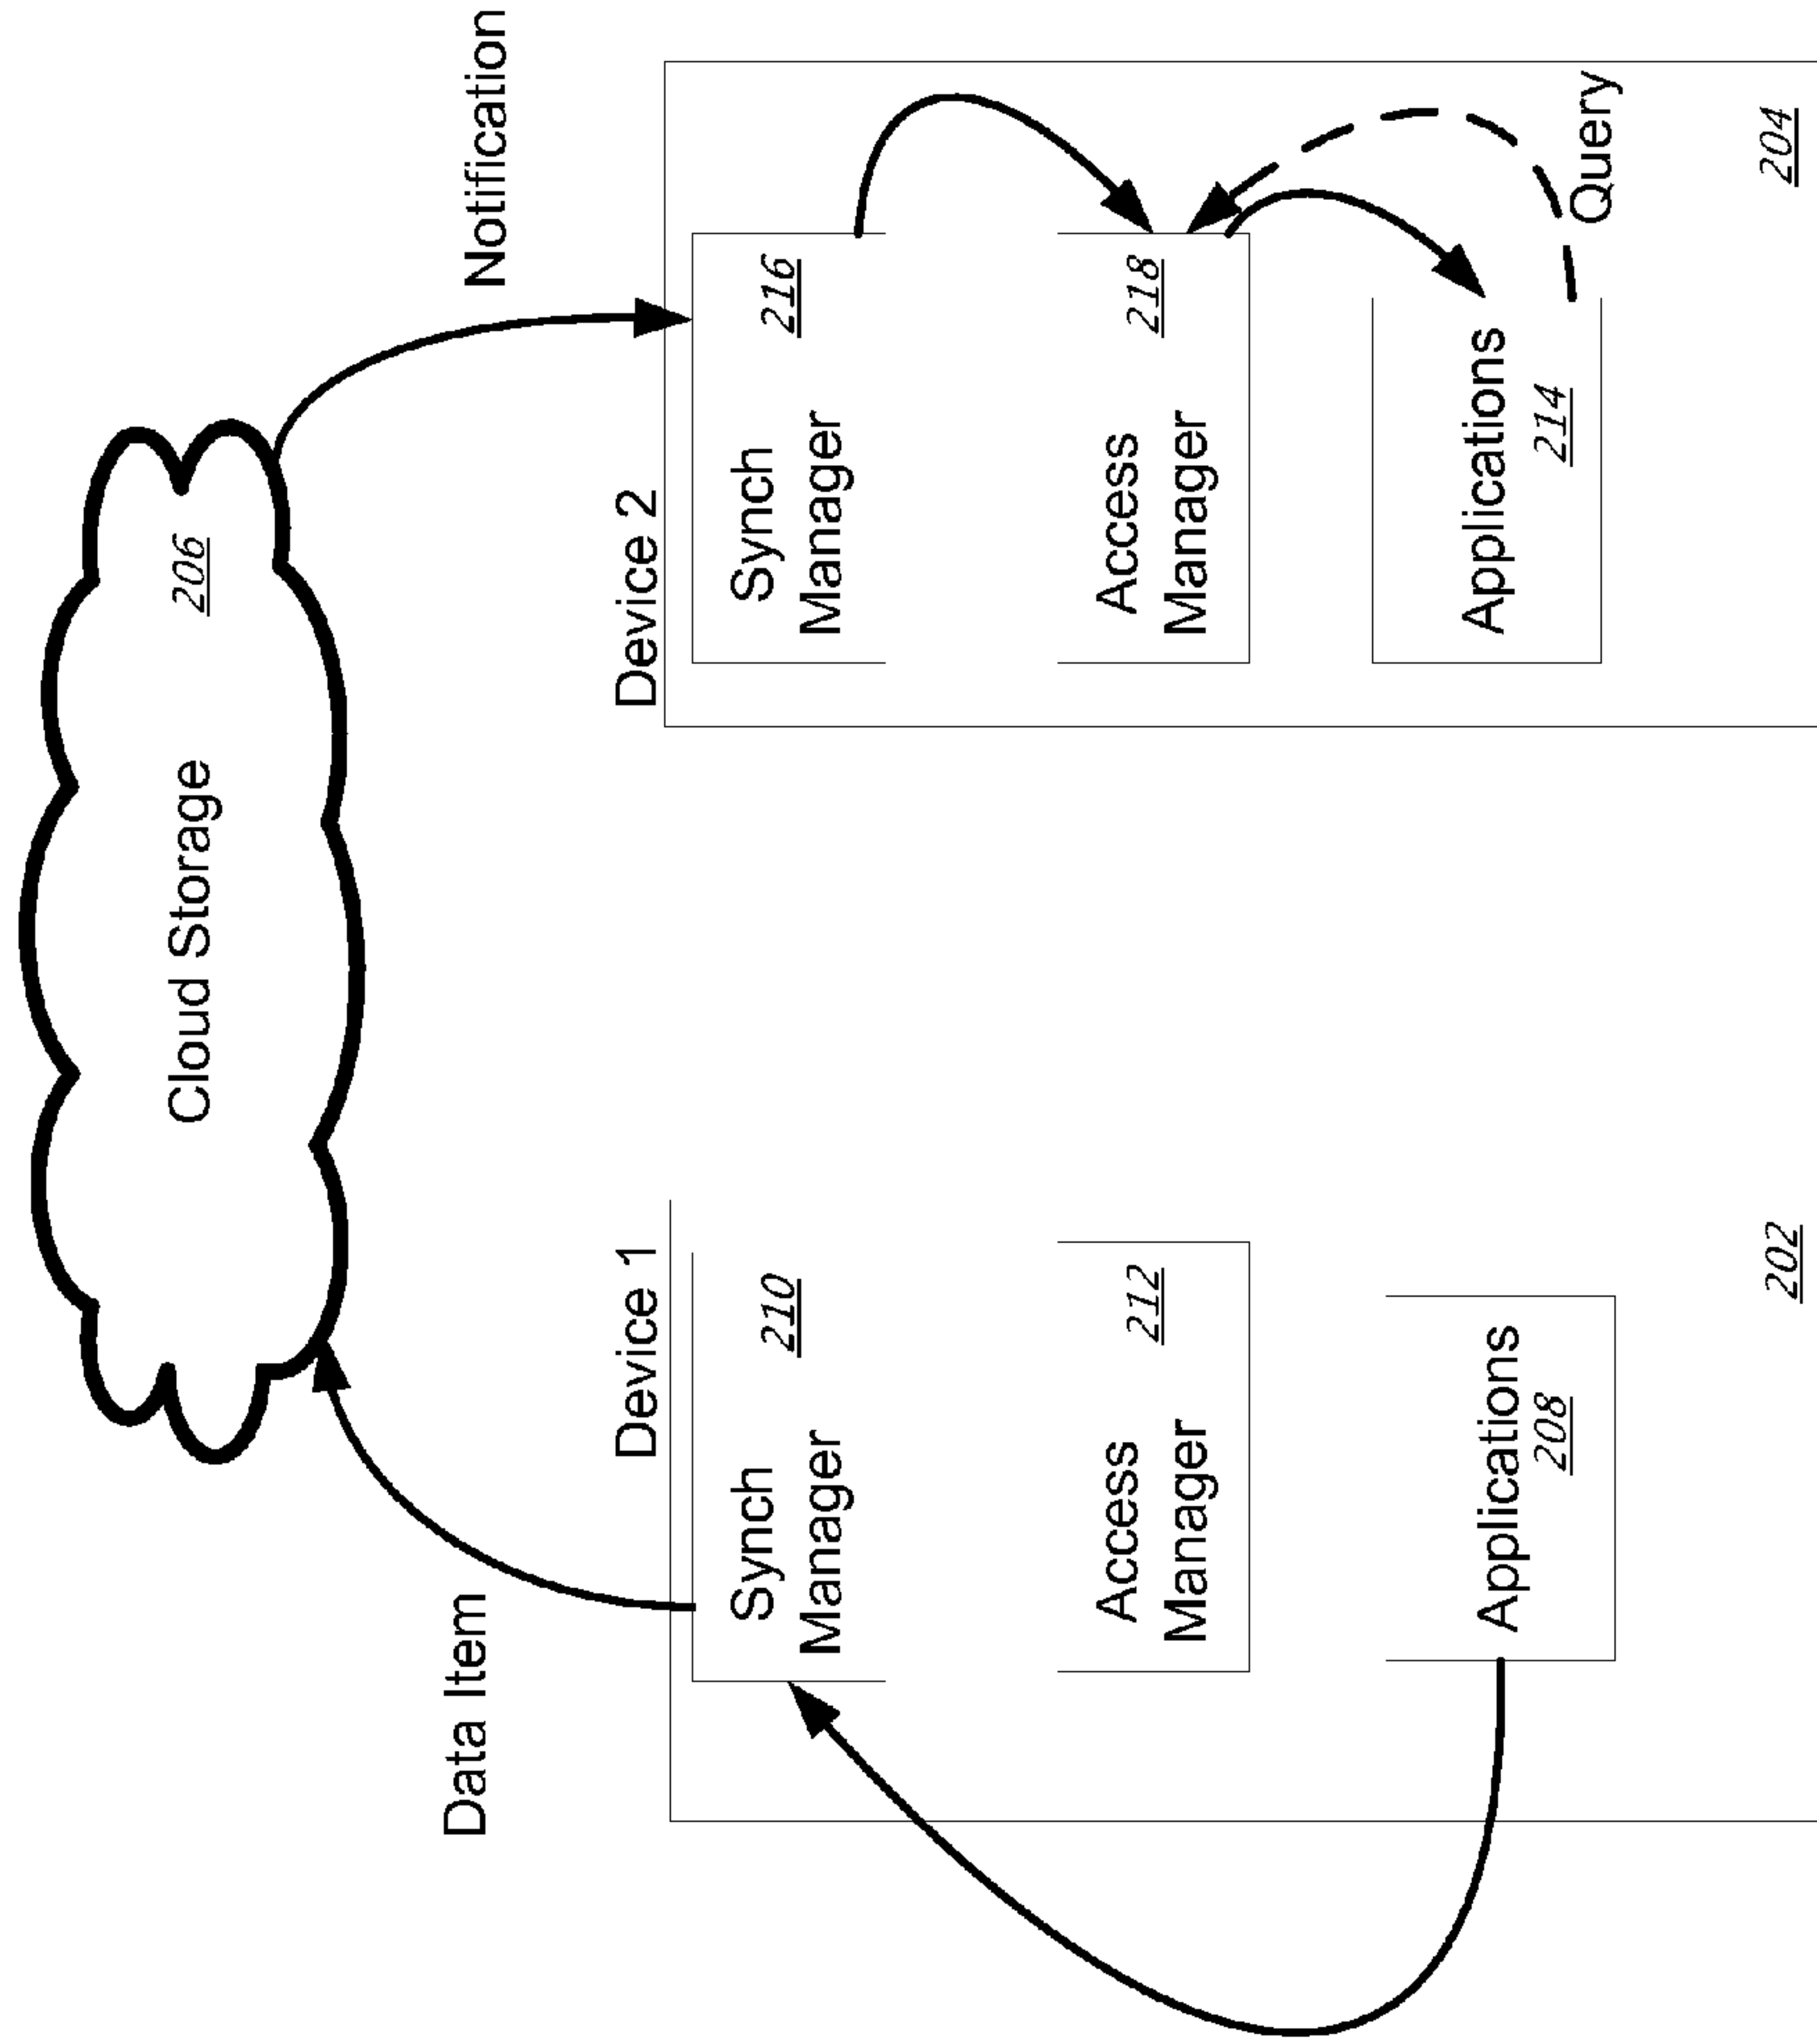 Cloud Storage
206
Data Item
Notification
Device 1
Device 2
Synch
Manager
210
Access
Manager
212
Applications
208
202
Synch
Manager
216
Access
Manager
218
Applications
214
Query
204